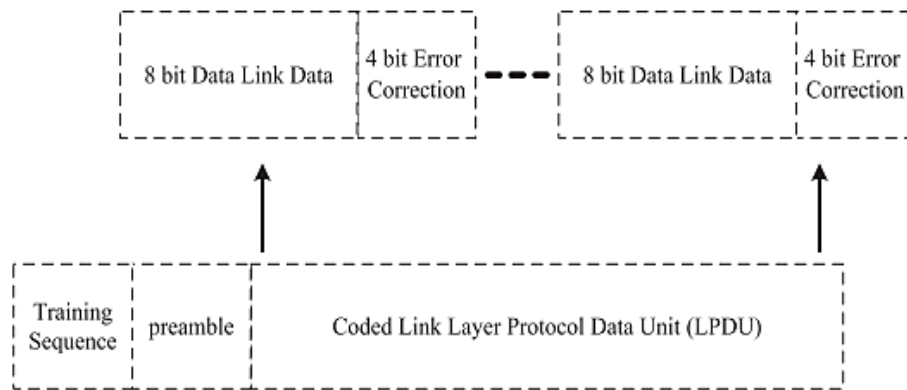 8 bit Data Link Data
4 bit Error
Correction
8 bit Data Link Data
4 bit Error
Correction
Training
Sequence
preamble
Coded Link Layer Protocol Data Unit (LPDU)